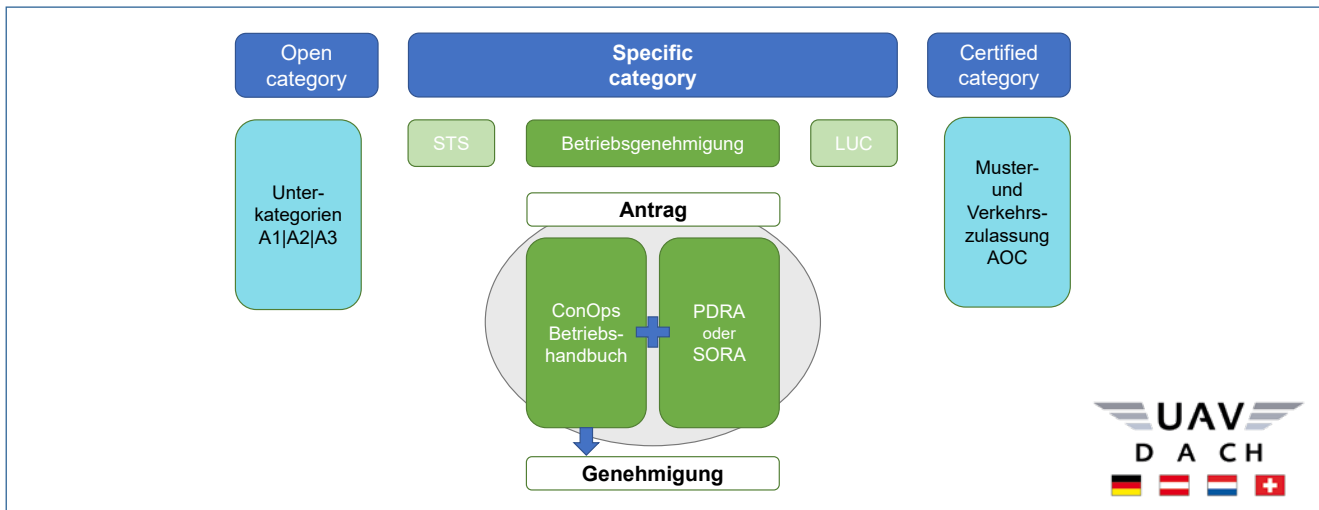 Open
category
Specific
category
Certified
category
STS
Betriebsgenehmigung
LUC
Unter-
kategorien
A1|A2|A3
Muster-
und
Verkehrs-
zulassung
AOC
Antrag
ConOps
Betriebs-
handbuch
PDRA
oder
SORA
Genehmigung
UAV
DACH